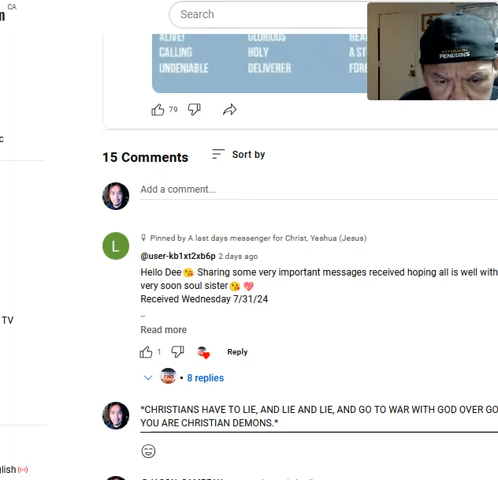 CA
Search
PENGUINS
ALIVE! GLORIOUS
CALLING HOLY A ST
UNDENIABLE DELIVERER FORE
79
15 Comments Sort by
Add a comment...
Pinned by A last days messenger for Christ, Yeshua (Jesus)
L
@user-kb1xt2xb6p 2 days ago
Hello Dee😘 Sharing some very important messages received hoping all is well with
very soon soul sister😘 💖
Received Wednesday 7/31/24
..
TV
Read more
1 Reply
• 8 replies
*CHRISTIANS HAVE TO LIE, AND LIE AND LIE, AND GO TO WAR WITH GOD OVER GO
YOU ARE CHRISTIAN DEMONS.*
glish